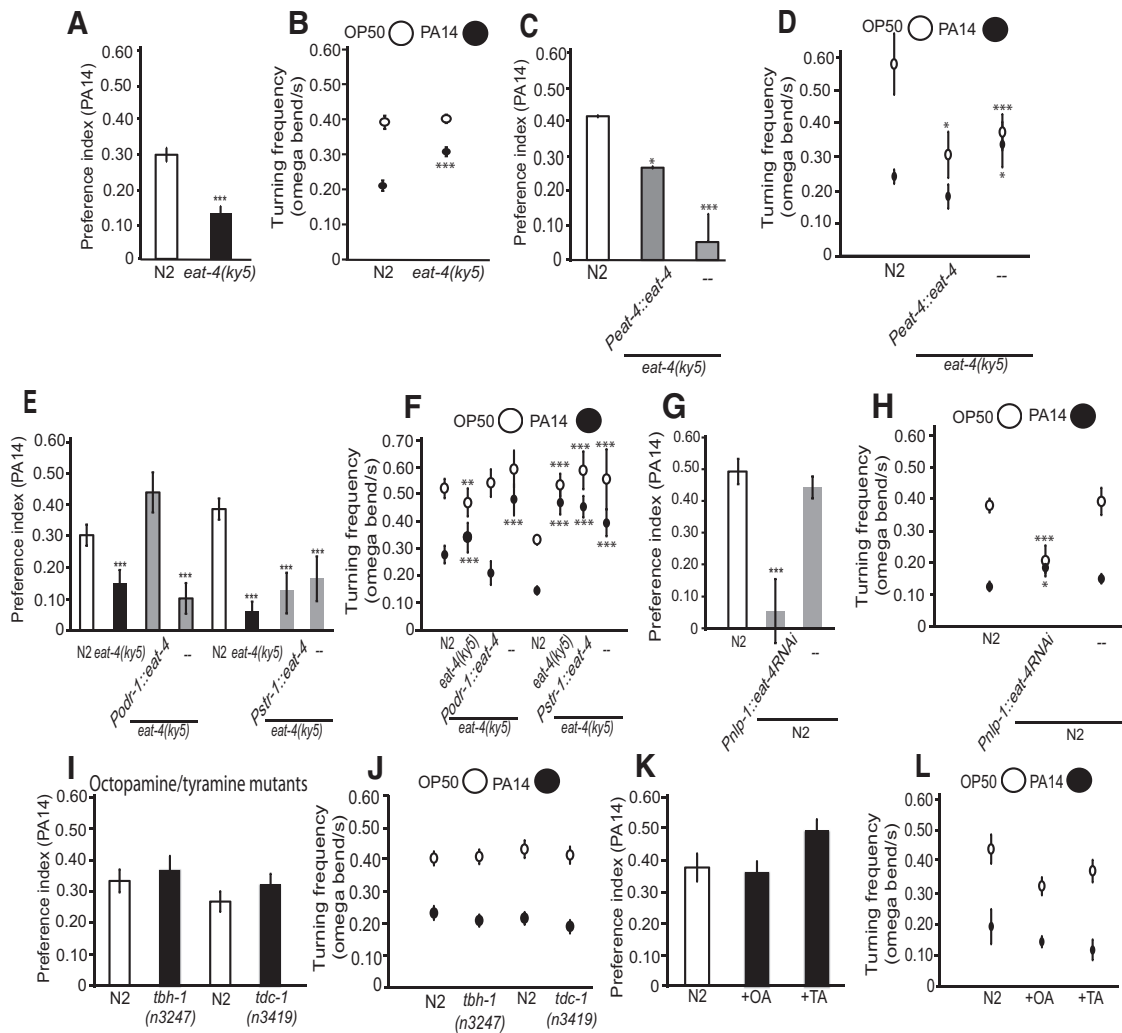 A
Preference index (PA14)
0.60
0.50
0.40
0.30
0.20
0.10
0
***
N2 eat-4(ky5)
B
OP50 PA14
Turning frequency
(omega bend/s)
0.60
0.50
0.40
0.30
0.20
0.10
0
***
N2 eat-4(ky5)
C
Preference index (PA14)
0.60
0.50
0.40
0.30
0.20
0.10
0
*
***
N2
Peat-4::eat-4
--
eat-4(ky5)
D
OP50 PA14
Turning frequency
(omega bend/s)
0.60
0.50
0.40
0.30
0.20
0.10
0
*
***
*
N2
Peat-4::eat-4
--
eat-4(ky5)
E
Preference index (PA14)
0.60
0.50
0.40
0.30
0.20
0.10
0
*** *** *** *** ***
N2 eat-4(ky5)
Podr-1::eat-4
--
eat-4(ky5)
N2 eat-4(ky5)
Pstr-1::eat-4
--
eat-4(ky5)
F
OP50 PA14
Turning frequency
(omega bend/s)
0.70
0.60
0.50
0.40
0.30
0.20
0.10
0
** *** *** ***
*** *** *** *** ***
N2
eat-4(ky5)
Podr-1::eat-4
--
eat-4(ky5)
N2
eat-4(ky5)
Pstr-1::eat-4
--
eat-4(ky5)
G
Preference index (PA14)
0.60
0.50
0.40
0.30
0.20
0.10
0
***
N2
Pnlp-1::eat-4RNAi
--
N2
H
OP50 PA14
Turning frequency
(omega bend/s)
0.60
0.50
0.40
0.30
0.20
0.10
0
***
*
N2
Pnlp-1::eat-4RNAi
--
N2
I
Octopamine/tyramine mutants
Preference index (PA14)
0.60
0.50
0.40
0.30
0.20
0.10
0
N2 tbh-1 N2 tdc-1
(n3247) (n3419)
J
OP50 PA14
Turning frequency
(omega bend/s)
0.60
0.50
0.40
0.30
0.20
0.10
0
N2 tbh-1 N2 tdc-1
(n3247) (n3419)
K
Preference index (PA14)
0.60
0.50
0.40
0.30
0.20
0.10
0
N2 +OA +TA
L
OP50 PA14
Turning frequency
(omega bend/s)
0.60
0.50
0.40
0.30
0.20
0.10
0
N2 +OA +TA